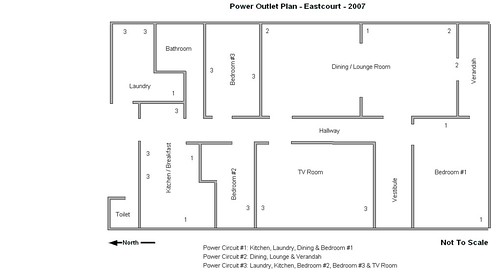 Power Outlet Plan - Eastcourt - 2007
3 3
Bathroom
2
1
Bedroom #3
3
3
Dining / Lounge Room
2
Verandah
Laundry
1
3
1
Hallway
3
3
Kitchen / Breakfast
1
Bedroom #2
3
TV Room
3
3
Vestibule
Bedroom #1
Toilet
1
1
North
Not To Scale
Power Circuit #1: Kitchen, Laundry, Dining & Bedroom #1
Power Circuit #2: Dining, Lounge & Verandah
Power Circuit #3: Laundry, Kitchen, Bedroom #2, Bedroom #3 & TV Room